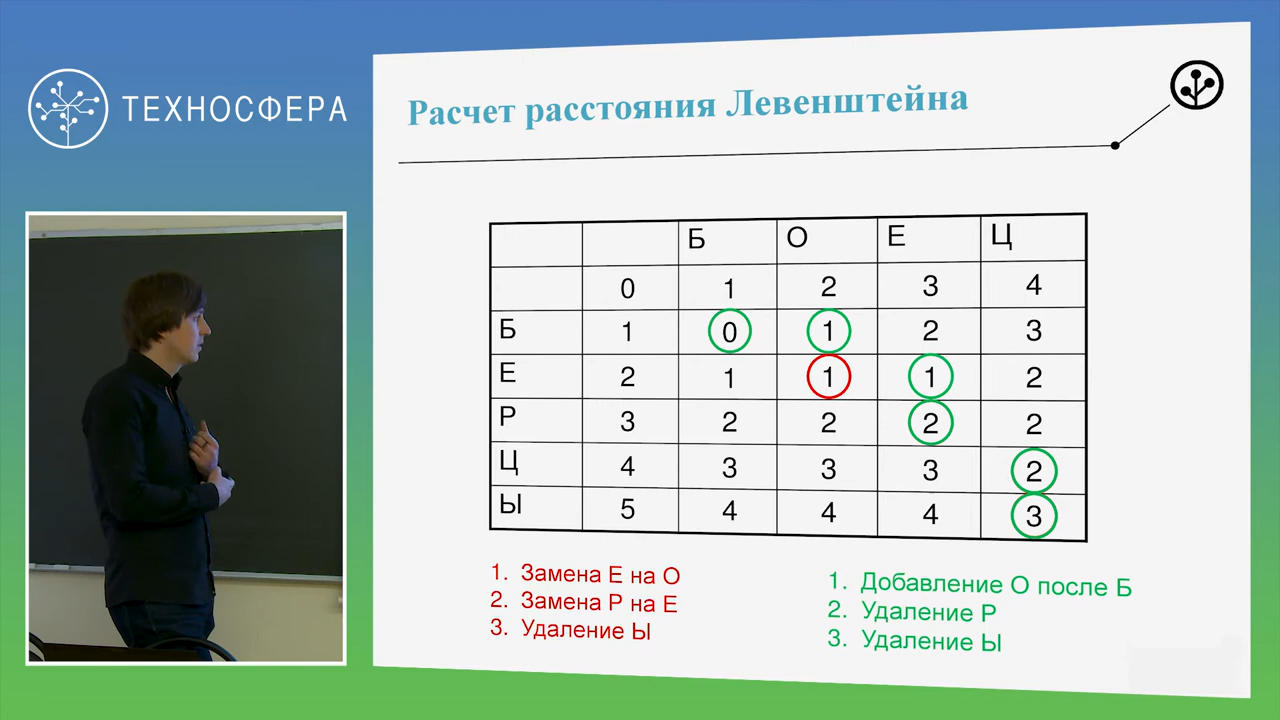 ТЕХНОСФЕРА
Расчет расстояния Левенштейна
Б О Е Ц
0 1 2 3 4
Б 1 0 1 2 3
Е 2 1 1 1 2
Р 3 2 2 2 2
Ц 4 3 3 3 2
Ы 5 4 4 4 3
1. Замена Е на О
2. Замена Р на Е
3. Удаление Ы
1. Добавление О после Б
2. Удаление Р
3. Удаление Ы